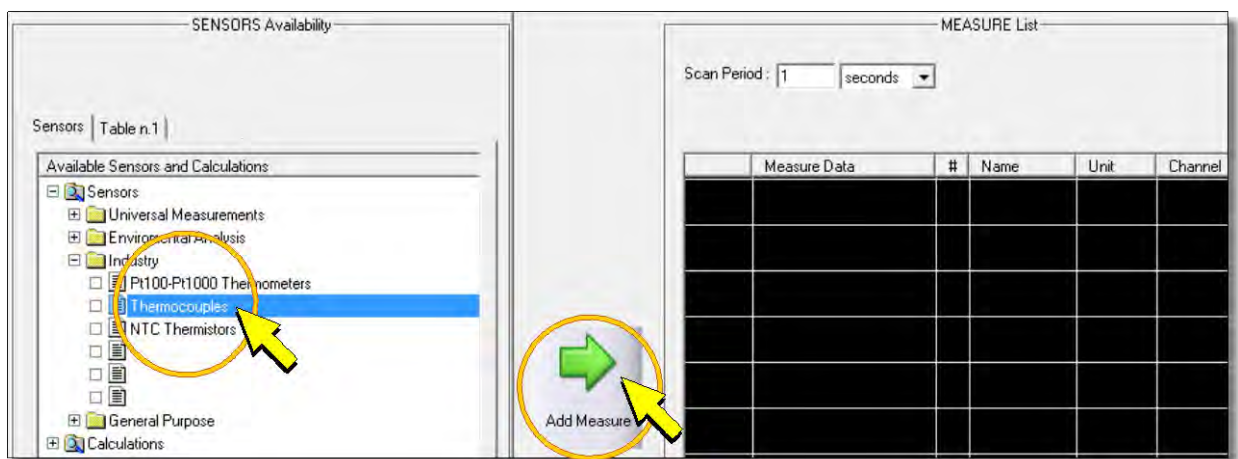 SENSORS Availability
MEASURE List
Scan Period : 1 seconds
Sensors Table n.1
Available Sensors and Calculations
Sensors
Universal Measurements
Enviromental Analysis
Industry
Pt100-Pt1000 Thermometers
Thermocouples
NTC Thermistors
General Purpose
Calculations
Add Measure
Measure Data # Name Unit Channel